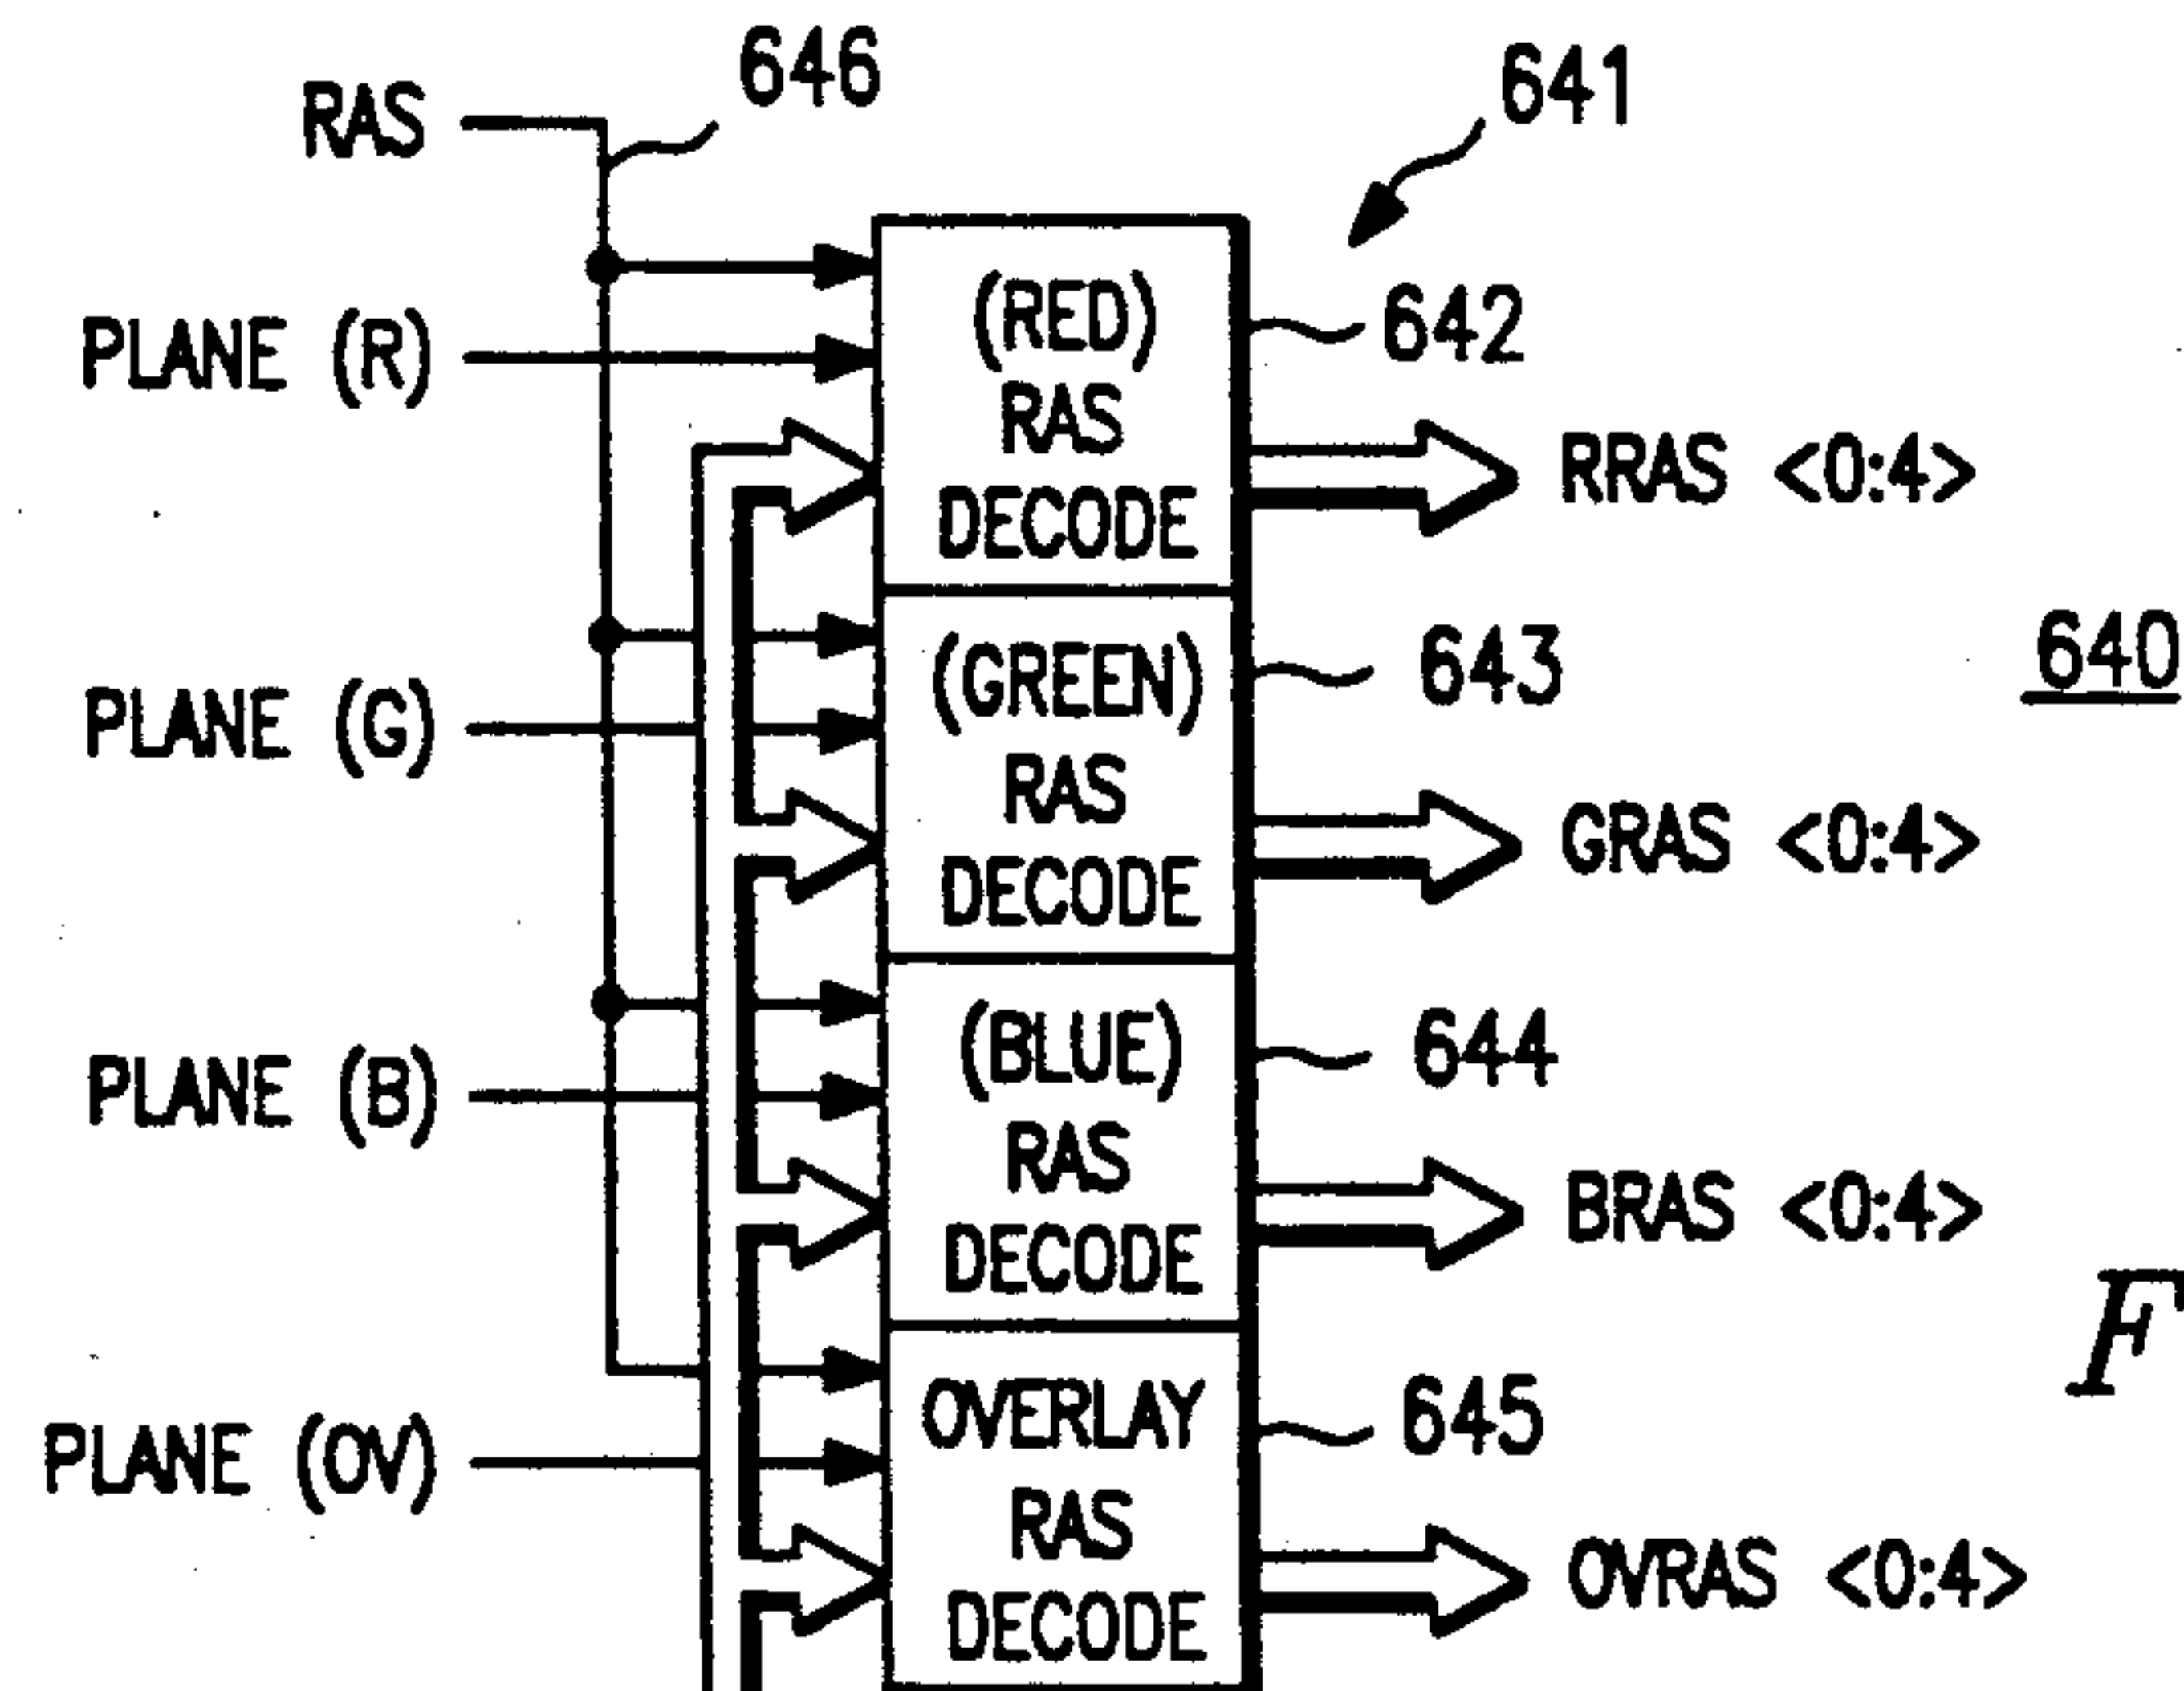 646
641
RAS
(RED)
RAS
DECODE
642
PLANE (R)
RRAS <0:4>
(GREEN)
RAS
DECODE
643
640
PLANE (G)
GRAS <0:4>
(BLUE)
RAS
DECODE
644
PLANE (B)
BRAS <0:4>
F
OVERLAY
RAS
DECODE
645
PLANE (OV)
OVRAS <0:4>